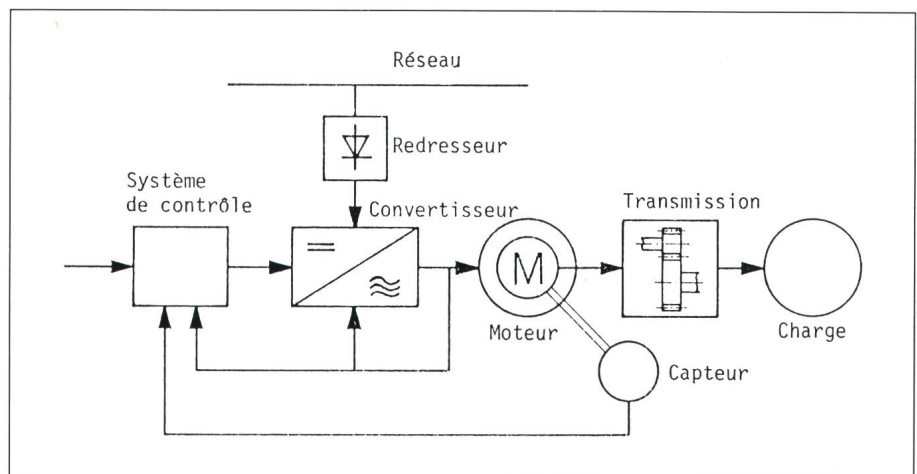 Réseau
Redresseur
Système
de contrôle
Convertisseur
Transmission
M
Moteur
Charge
Capteur